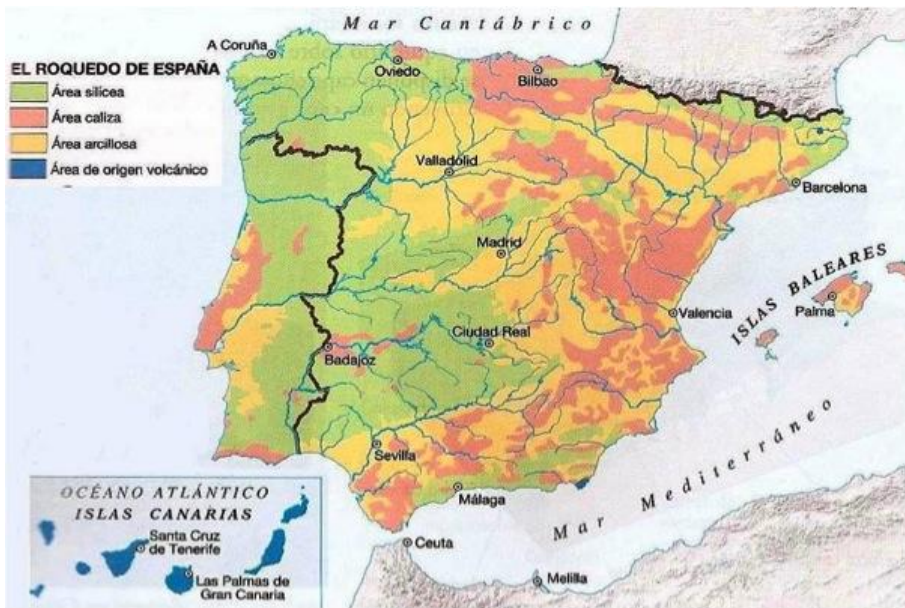 Mar Cantábrico
A Coruña
Oviedo
Bilbao
EL ROQUEDO DE ESPAÑA
Área silícea
Área caliza
Área arcillosa
Área de origen volcánico
Valladolid
Barcelona
Madrid
ISLAS BALEARES
Palma
Valencia
Ciudad Real
Badajoz
Mar Mediterráneo
Sevilla
Málaga
OCÉANO ATLÁNTICO
ISLAS CANARIAS
Santa Cruz
de Tenerife
Las Palmas de
Gran Canaria
Ceuta
Melilla